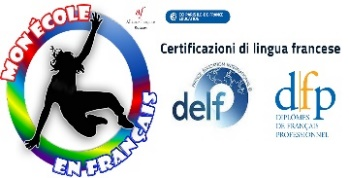 MON ÉCOLE
EN FRANÇAIS
Certificazioni di lingua francese
delf
dfp
DIPLÔMES
DE FRANÇAIS
PROFESSIONNEL